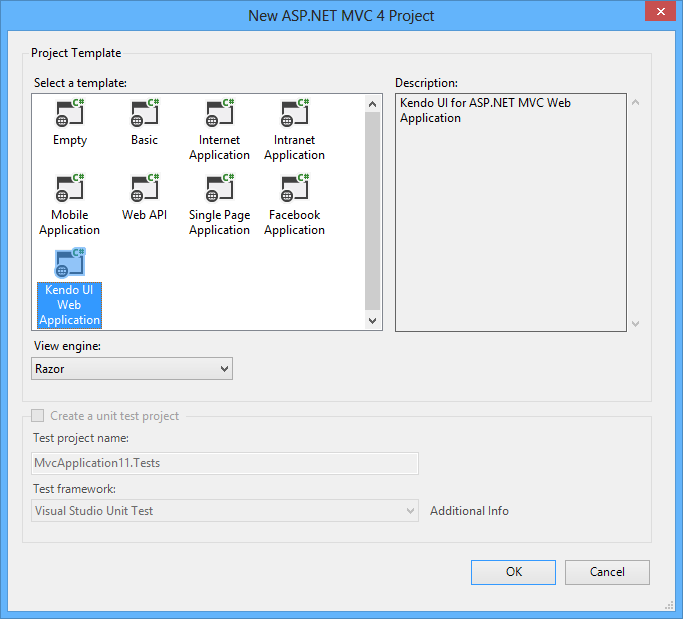 New ASP.NET MVC 4 Project
Project Template
Select a template:
Description:
C# C# C# C#
Empty Basic Internet Application Intranet Application
C# C# C# C#
Mobile Application Web API Single Page Application Facebook Application
C#
Kendo UI
Web
Application
Kendo UI for ASP.NET MVC Web
Application
View engine:
Razor
Create a unit test project
Test project name:
MvcApplication11.Tests
Test framework:
Visual Studio Unit Test
Additional Info
OK
Cancel